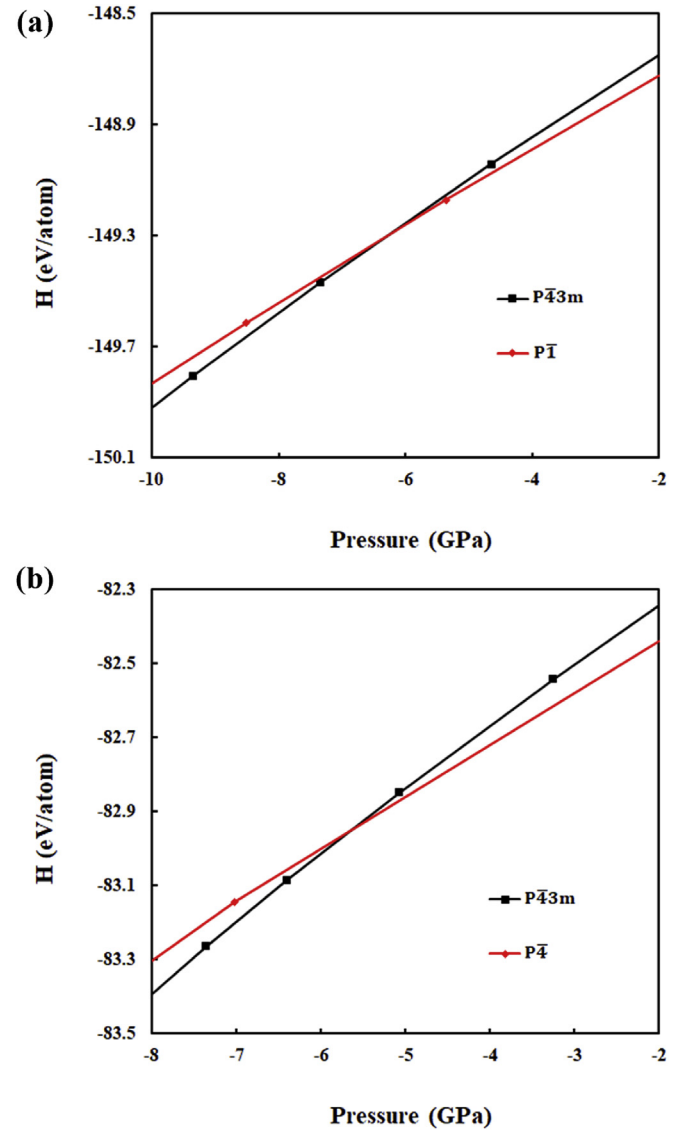 (a)
-148.5
-148.9
-149.3
-149.7
-150.1
H (eV/atom)
P4̅3m
P1̅
-10 -8 -6 -4 -2
Pressure (GPa)
(b)
-82.3
-82.5
-82.7
-82.9
-83.1
-83.3
-83.5
H (eV/atom)
P4̅3m
P4̅
-8 -7 -6 -5 -4 -3 -2
Pressure (GPa)